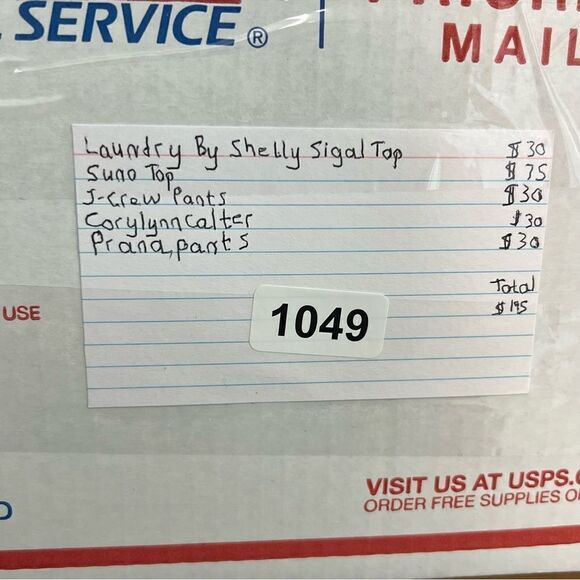 L SERVICE®
MAIL
Laundry By Shelly Sigal Top $30
Suno Top $75
J-Crew Pants $30
Corylynncalter $30
Prana, pants $30
Total
$195
USE
1049
VISIT US AT USPS.
ORDER FREE SUPPLIES O